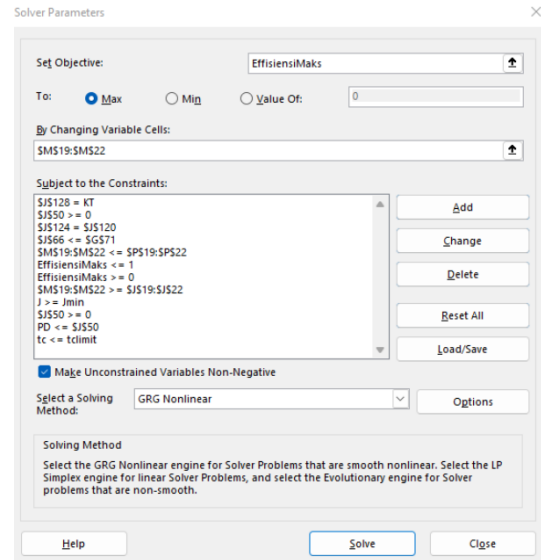 Solver Parameters
Set Objective:
EffisiensiMaks
To:
Max
Min
Value Of:
0
By Changing Variable Cells:
$M$19:$M$22
Subject to the Constraints:
$J$128 = KT
$J$50 >= 0
$J$124 = $J$120
$J$66 <= $G$71
$M$19:$M$22 <= $P$19:$P$22
EffisiensiMaks <= 1
EffisiensiMaks >= 0
$M$19:$M$22 >= $J$19:$J$22
J >= Jmin
$J$50 >= 0
PD <= $J$50
tc <= tclimit
Add
Change
Delete
Reset All
Load/Save
Make Unconstrained Variables Non-Negative
Select a Solving
Method:
GRG Nonlinear
Options
Solving Method
Select the GRG Nonlinear engine for Solver Problems that are smooth nonlinear. Select the LP
Simplex engine for linear Solver Problems, and select the Evolutionary engine for Solver
problems that are non-smooth.
Help
Solve
Close